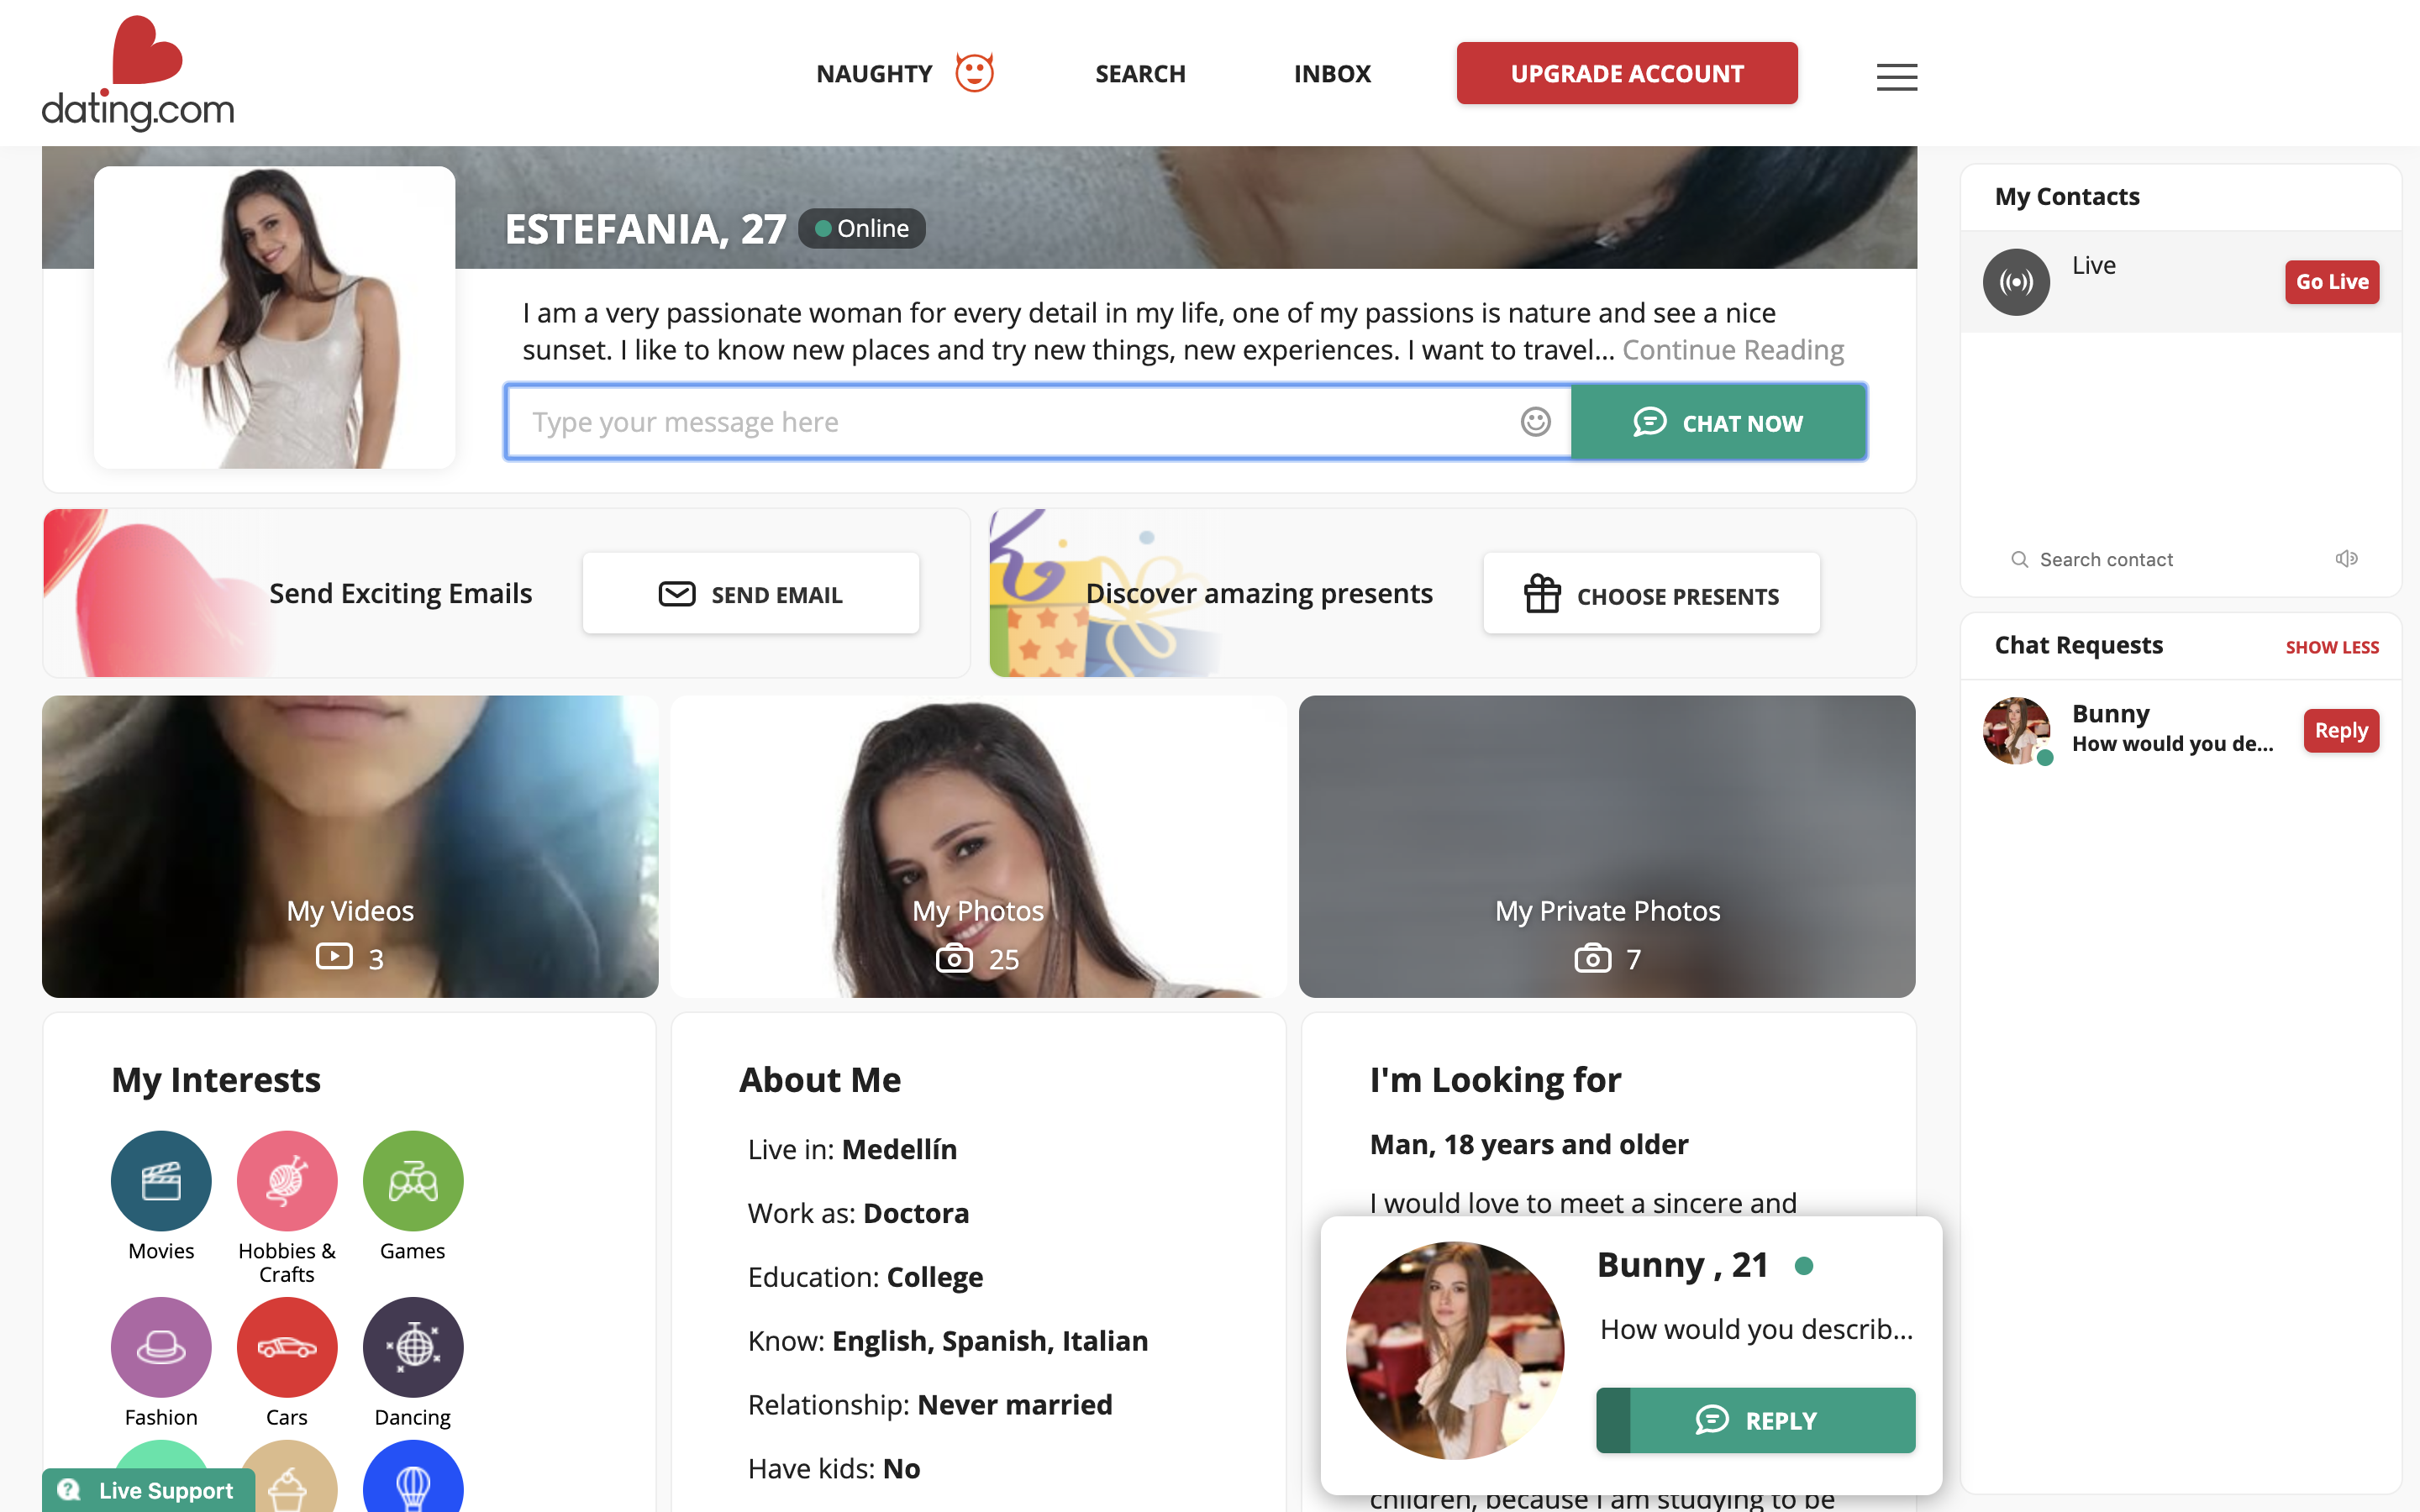 dating.com
NAUGHTY
SEARCH
INBOX
UPGRADE ACCOUNT
ESTEFANIA, 27
Online
I am a very passionate woman for every detail in my life, one of my passions is nature and see a nice
sunset. I like to know new places and try new things, new experiences. I want to travel... Continue Reading
Type your message here
CHAT NOW
Send Exciting Emails
SEND EMAIL
Discover amazing presents
CHOOSE PRESENTS
My Videos
3
My Photos
25
My Private Photos
7
My Interests
Movies
Hobbies &
Crafts
Games
Fashion
Cars
Dancing
Live Support
About Me
Live in: Medellín
Work as: Doctora
Education: College
Know: English, Spanish, Italian
Relationship: Never married
Have kids: No
I'm Looking for
Man, 18 years and older
I would love to meet a sincere and
Bunny , 21
How would you describ...
REPLY
children, because I am studying to be
My Contacts
Live
Go Live
Search contact
Chat Requests
SHOW LESS
Bunny
How would you de...
Reply